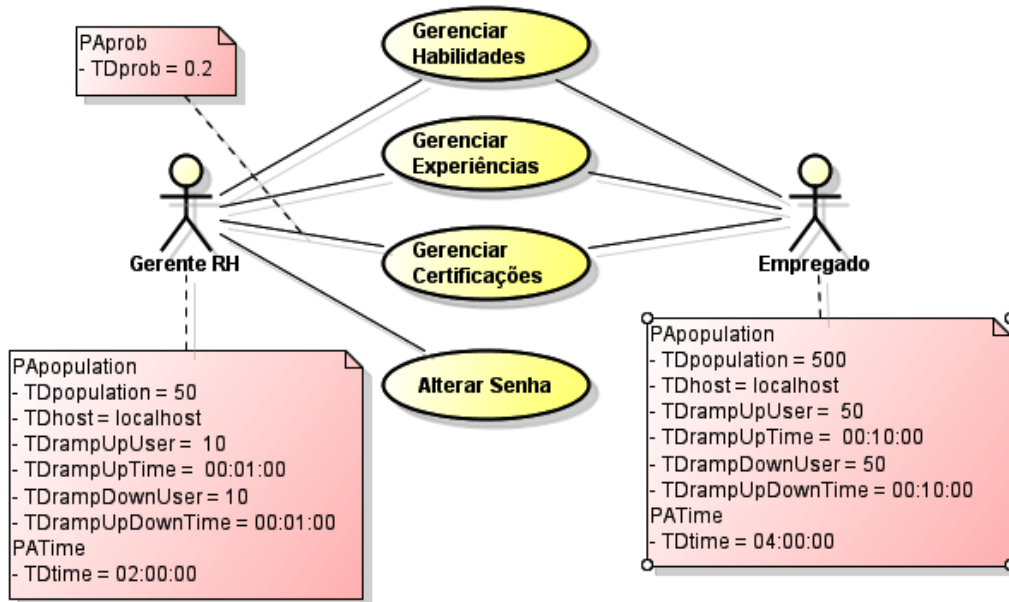 PAprob
- TDprob = 0.2
Gerenciar
Habilidades
Gerenciar
Experiências
Gerenciar
Certificações
Alterar Senha
Gerente RH
Empregado
PApopulation
- TDpopulation = 50
- TDhost = localhost
- TDrampUpUser = 10
- TDrampUpTime = 00:01:00
- TDrampDownUser = 10
- TDrampUpDownTime = 00:01:00
PATime
- TDtime = 02:00:00
PApopulation
- TDpopulation = 500
- TDhost = localhost
- TDrampUpUser = 50
- TDrampUpTime = 00:10:00
- TDrampDownUser = 50
- TDrampUpDownTime = 00:10:00
PATime
- TDtime = 04:00:00